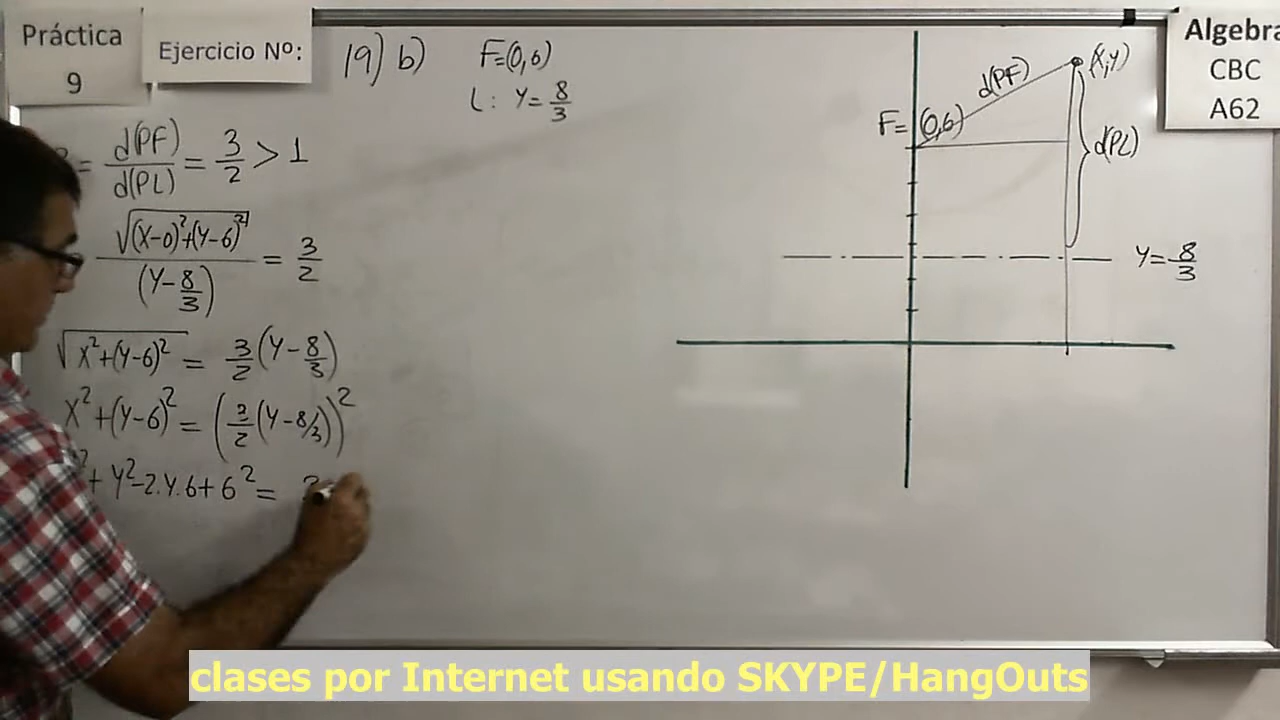 Práctica
9
Ejercicio Nº:
19) b)
F=(0,6)
L: Y=8/3
Algebra
CBC
A62
= d(PF)/d(PL) = 3/2 > 1
√((X-0)²+(Y-6)²)/(Y-8/3) = 3/2
√(X²+(Y-6)²) = 3/2 (Y-8/3)
X²+(Y-6)² = (3/2 (Y-8/3))²
² + Y²-2.Y.6+6² =
F=(0,6)
d(PF)
(X,Y)
d(PL)
Y=8/3
clases por Internet usando SKYPE/HangOuts